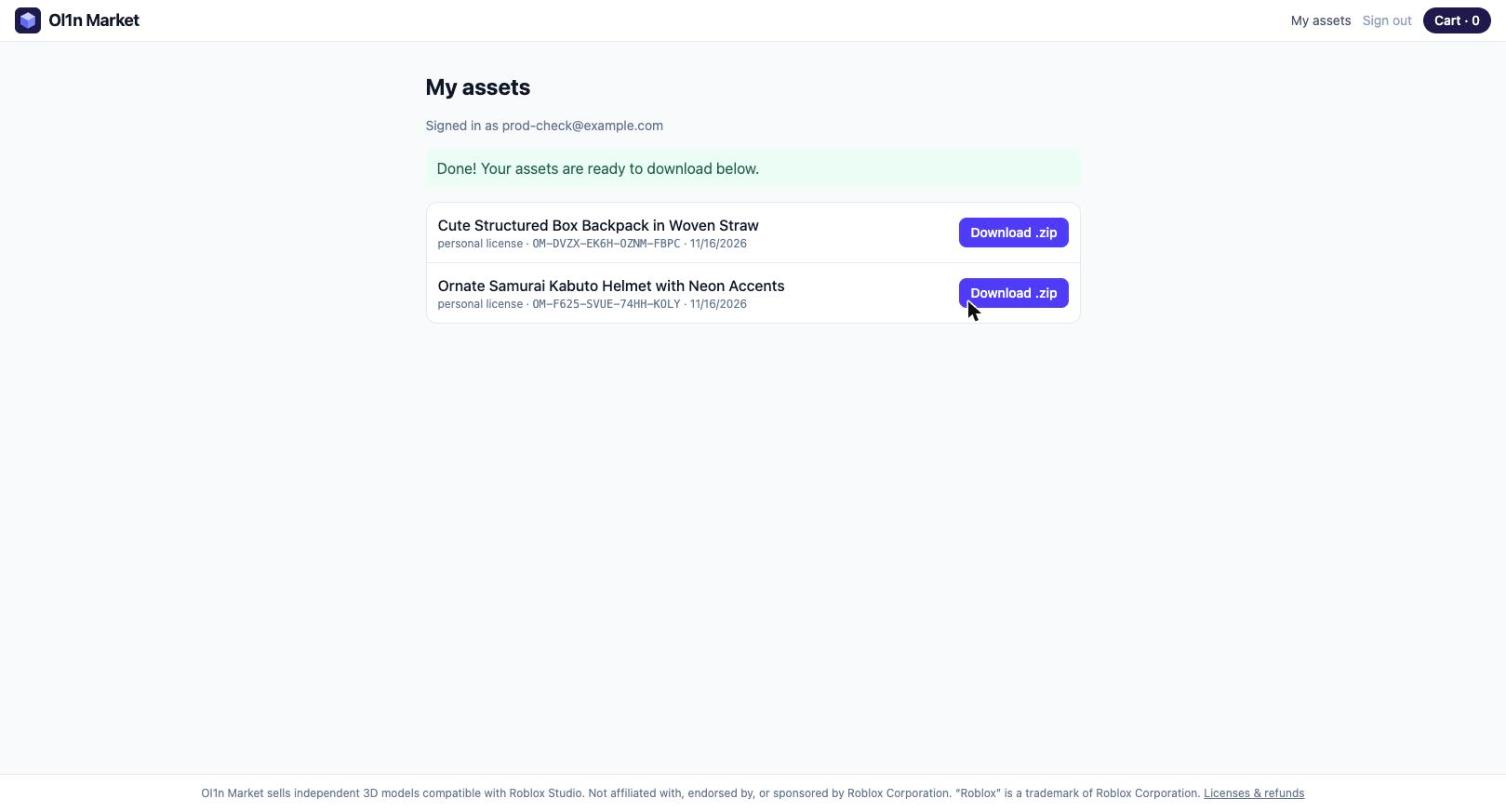 Ol1n Market
My assets
Sign out
Cart · 0
My assets
Signed in as prod-check@example.com
Done! Your assets are ready to download below.
Cute Structured Box Backpack in Woven Straw
personal license · OM-DVZX-EK6H-OZNM-FBPC · 11/16/2026
Download .zip
Ornate Samurai Kabuto Helmet with Neon Accents
personal license · OM-F625-SVUE-74HH-KOLY · 11/16/2026
Download .zip
Ol1n Market sells independent 3D models compatible with Roblox Studio. Not affiliated with, endorsed by, or sponsored by Roblox Corporation. “Roblox” is a trademark of Roblox Corporation. Licenses & refunds